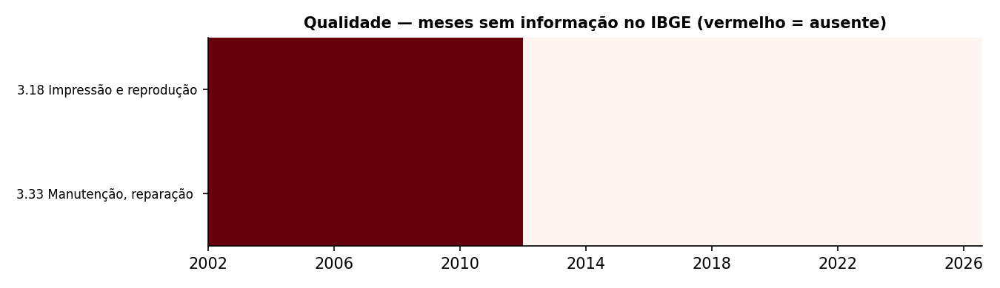 Qualidade — meses sem informação no IBGE (vermelho = ausente)
3.18 Impressão e reprodução
3.33 Manutenção, reparação
2002 2006 2010 2014 2018 2022 2026